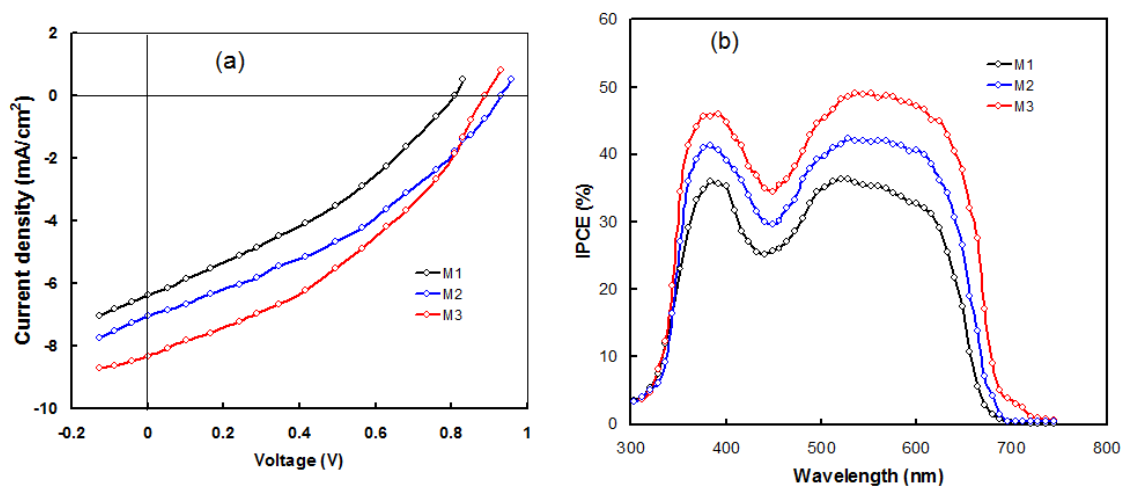 (a)
Current density (mA/cm²)
2
0
-2
-4
-6
-8
-10
-0.2
0
0.2
0.4
0.6
0.8
1
Voltage (V)
M1
M2
M3
(b)
IPCE (%)
60
50
40
30
20
10
0
300
400
500
600
700
800
Wavelength (nm)
M1
M2
M3